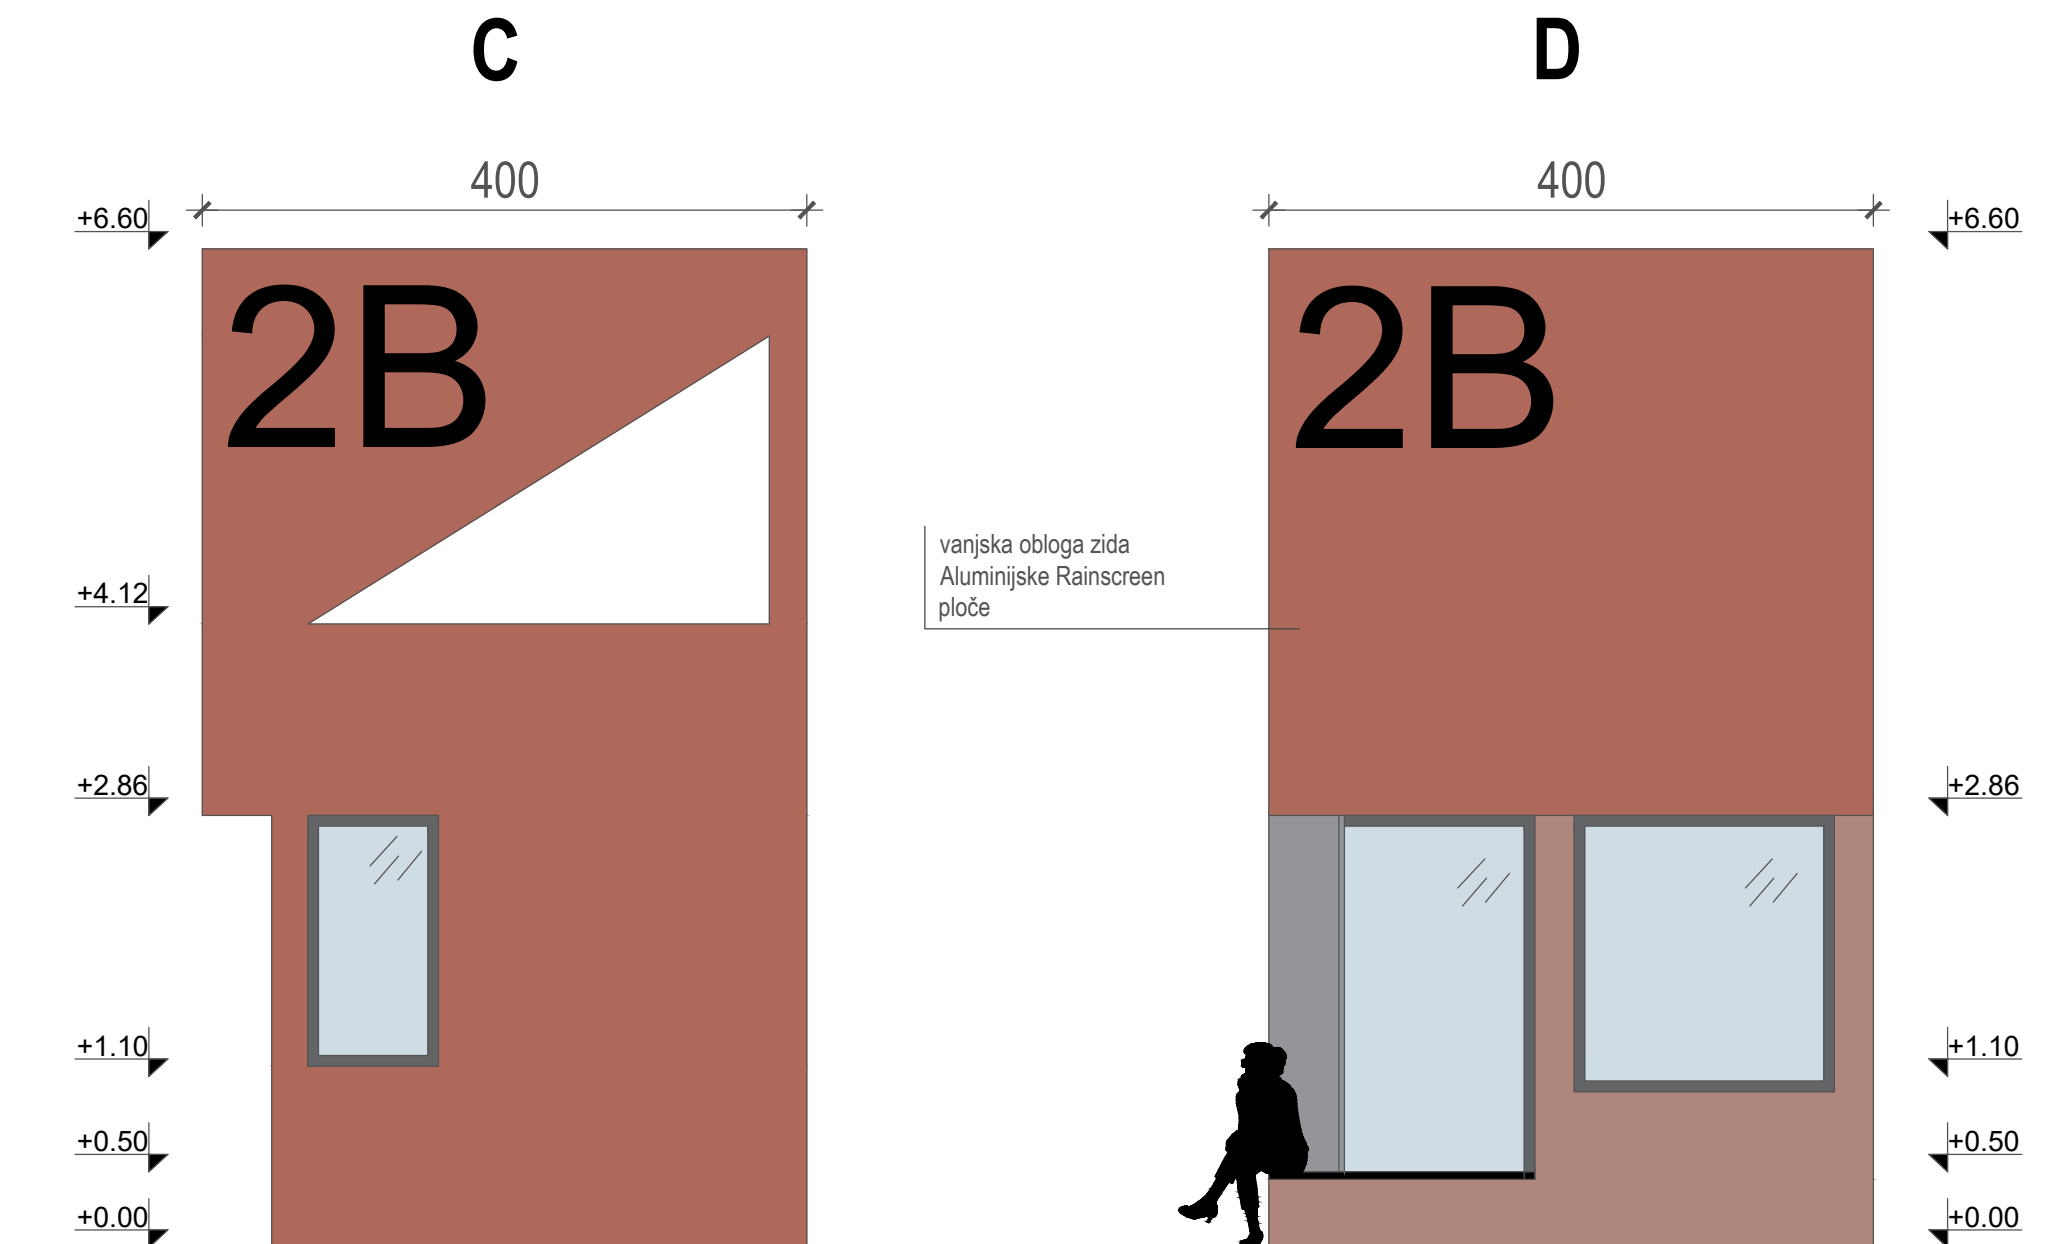 C
D
400
400
+6.60
+6.60
2B
2B
vanjska obloga zida
Aluminijske Rainscreen
ploče
+4.12
+2.86
+2.86
+1.10
+1.10
+0.50
+0.50
+0.00
+0.00